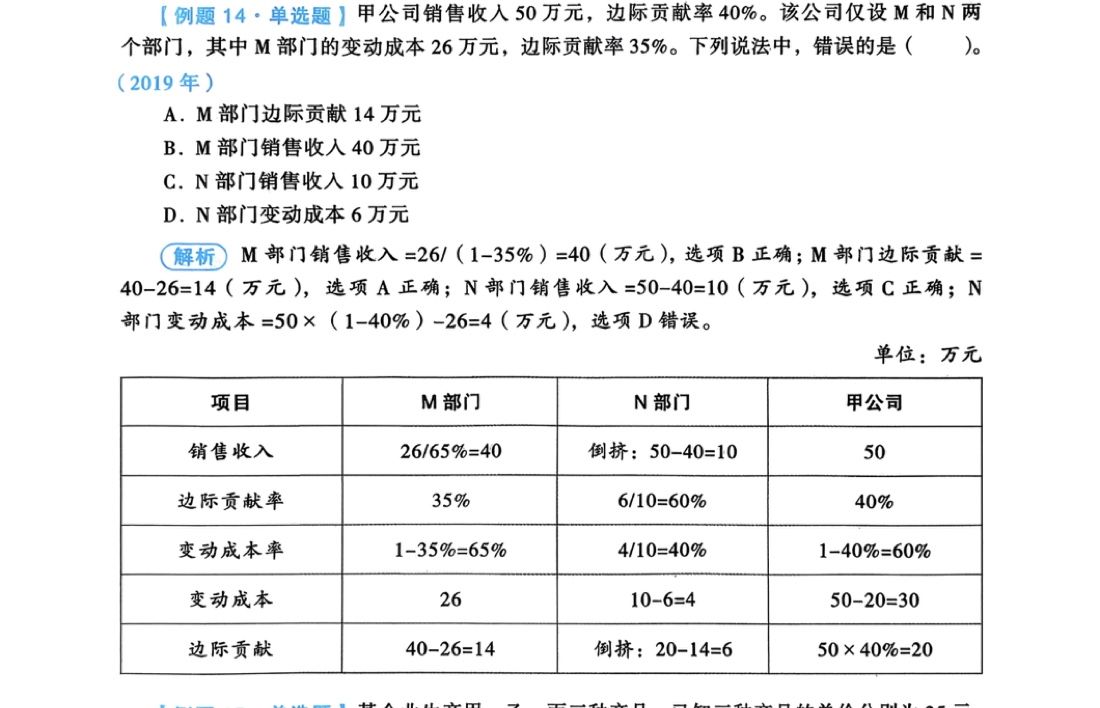 【例题 14·单选题】甲公司销售收入 50 万元，边际贡献率 40%。该公司仅设 M 和 N 两
个部门，其中 M 部门的变动成本 26 万元，边际贡献率 35%。下列说法中，错误的是（　　）。
（2019 年）
A. M 部门边际贡献 14 万元
B. M 部门销售收入 40 万元
C. N 部门销售收入 10 万元
D. N 部门变动成本 6 万元
解析 M 部门销售收入 =26/（1-35%）=40（万元），选项 B 正确；M 部门边际贡献 =
40-26=14（万元），选项 A 正确；N 部门销售收入 =50-40=10（万元），选项 C 正确；N
部门变动成本 =50×（1-40%）-26=4（万元），选项 D 错误。
单位：万元
项目 M 部门 N 部门 甲公司
销售收入 26/65%=40 倒挤：50-40=10 50
边际贡献率 35% 6/10=60% 40%
变动成本率 1-35%=65% 4/10=40% 1-40%=60%
变动成本 26 10-6=4 50-20=30
边际贡献 40-26=14 倒挤：20-14=6 50×40%=20